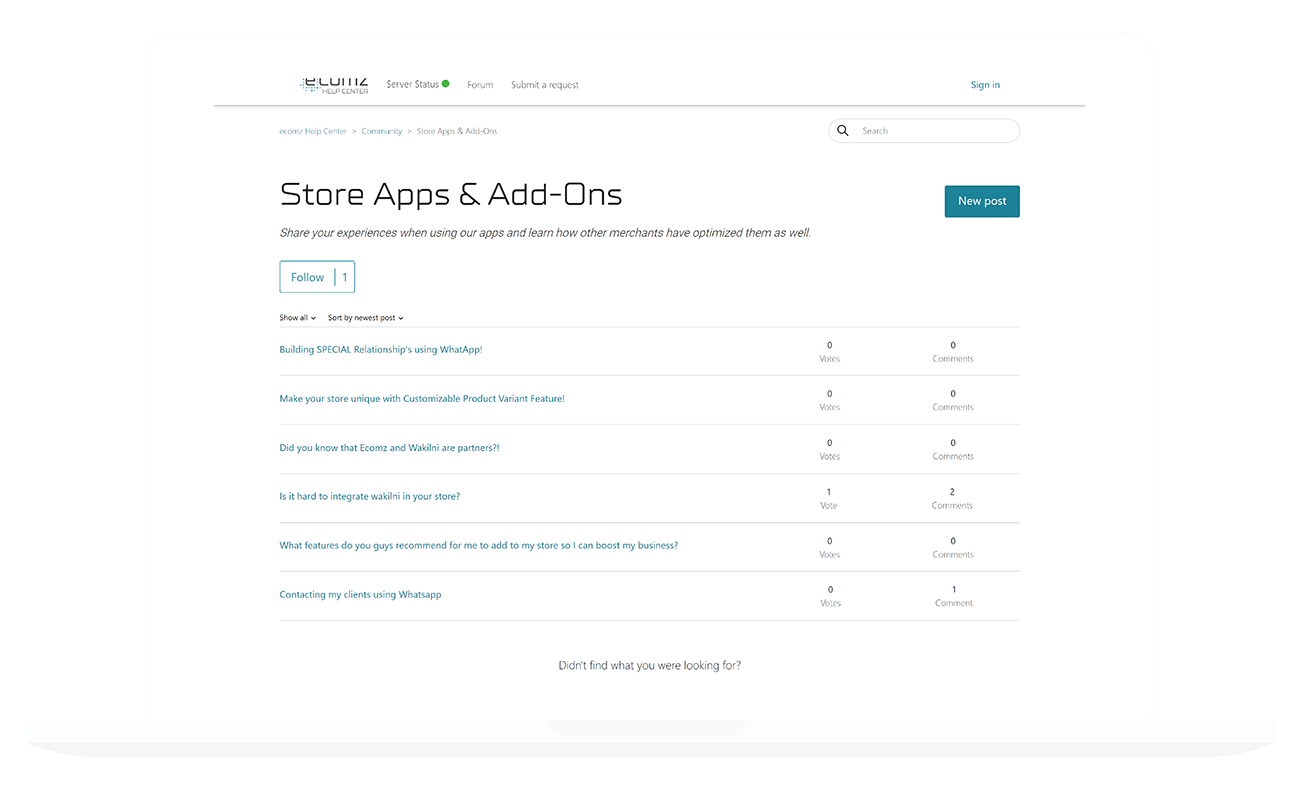 ecomz
HELP CENTER
Server Status
Forum
Submit a request
Sign in
ecomz Help Center > Community > Store Apps & Add-Ons
Search
Store Apps & Add-Ons
New post
Share your experiences when using our apps and learn how other merchants have optimized them as well.
Follow 1
Show all
Sort by newest post
Building SPECIAL Relationship's using WhatApp!
0
Votes
0
Comments
Make your store unique with Customizable Product Variant Feature!
0
Votes
0
Comments
Did you know that Ecomz and Wakilni are partners?!
0
Votes
0
Comments
Is it hard to integrate wakilni in your store?
1
Vote
2
Comments
What features do you guys recommend for me to add to my store so I can boost my business?
0
Votes
0
Comments
Contacting my clients using Whatsapp
0
Votes
1
Comment
Didn't find what you were looking for?